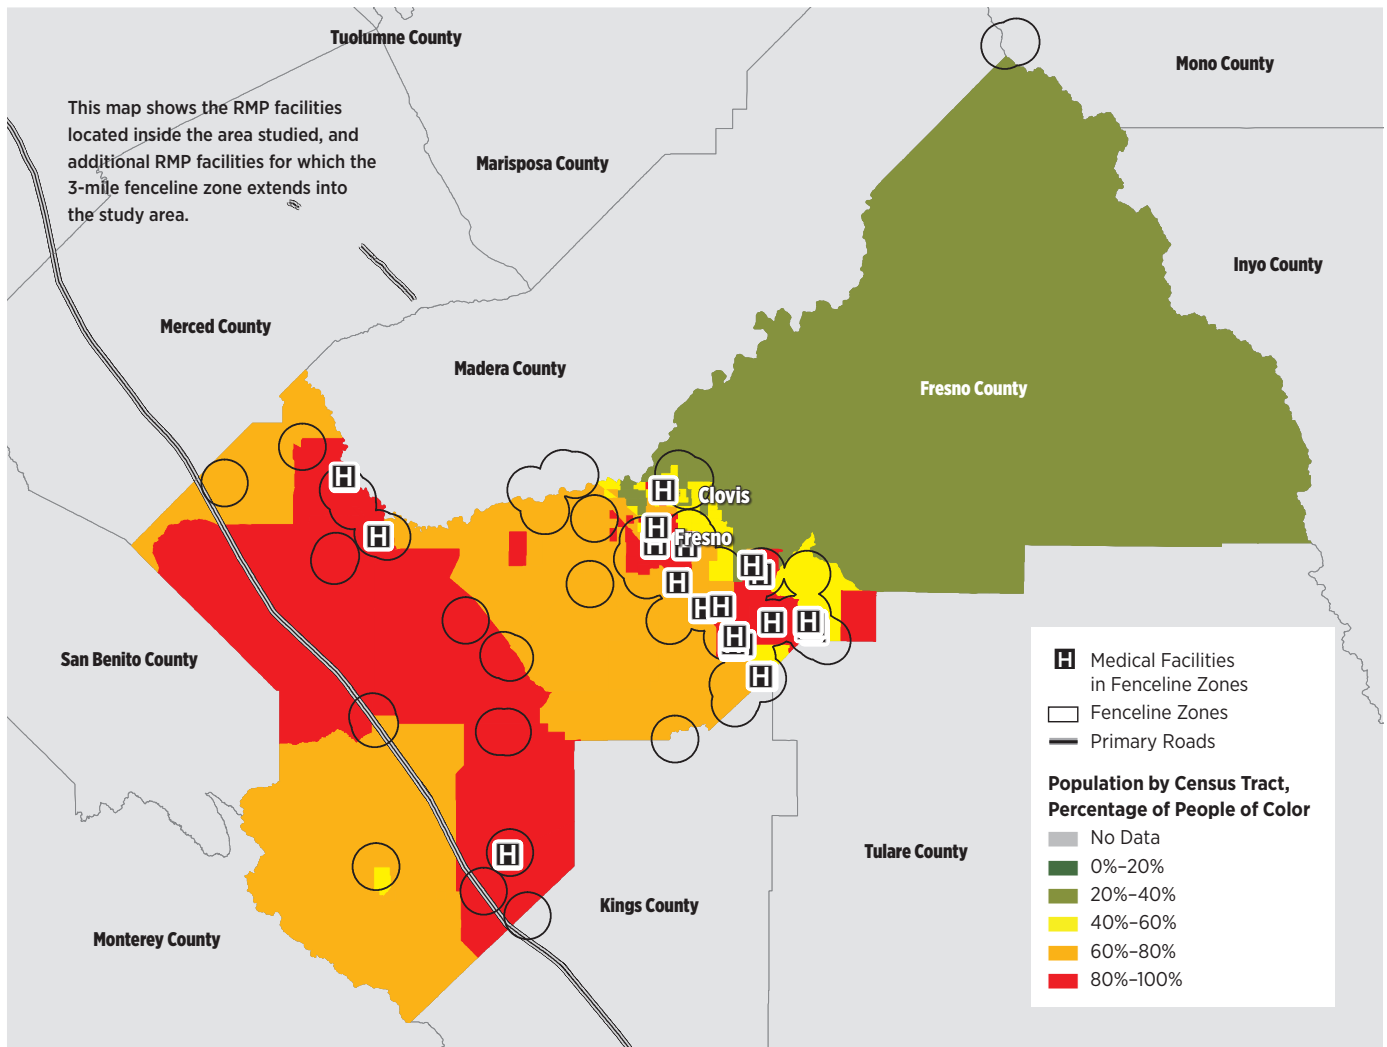 Tuolumne County
Mono County
This map shows the RMP facilities
located inside the area studied, and
additional RMP facilities for which the
3-mile fenceline zone extends into
the study area.
Marisposa County
Inyo County
Merced County
Madera County
Fresno County
H
H
Clovis
H
H
Fresno
H
H
H
H
H
H
H
H
H
H
H
San Benito County
H
H
Medical Facilities
in Fenceline Zones
Fenceline Zones
Primary Roads
Population by Census Tract,
Percentage of People of Color
No Data
0%–20%
20%–40%
40%–60%
60%–80%
80%–100%
Tulare County
H
Kings County
Monterey County